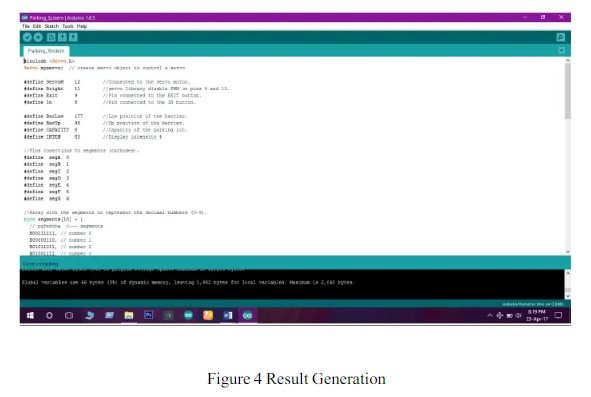 Parking_System | Arduino 1.6.5
File Edit Sketch Tools Help
Parking_System
#include <Servo.h>
Servo myservo; // create servo object to control a servo
#define ServoM 12 //Connected to the servo motor.
#define Bright 11 //servo library disable PWM on pins 9 and 10.
#define Exit 9 //Pin connected to the EXIT button.
#define In 8 //Pin connected to the IN button.
#define BarLow 177 //Low position of the barrier.
#define BarUp 95 //Up position of the barrier.
#define CAPACITY 8 //Capacity of the parking lot.
#define INTEN 80 //Display intensity %
//Pins conections to segments (cathodes).
#define segA 0
#define segB 1
#define segC 2
#define segD 3
#define segE 4
#define segF 5
#define segG 6
//Array with the segments to represent the decimal numbers (0-9).
byte segments[10] = {
// pgfedcba <--- segments
B00111111, // number 0
B00000110, // number 1
B01011011, // number 2
B01001111, // number 3
Done compiling.
Global variables use 66 bytes (3%) of dynamic memory, leaving 1,982 bytes for local variables. Maximum is 2,048 bytes.
Arduino/Genuino Uno on COM1
8:19 PM
23-Apr-17
Figure 4 Result Generation